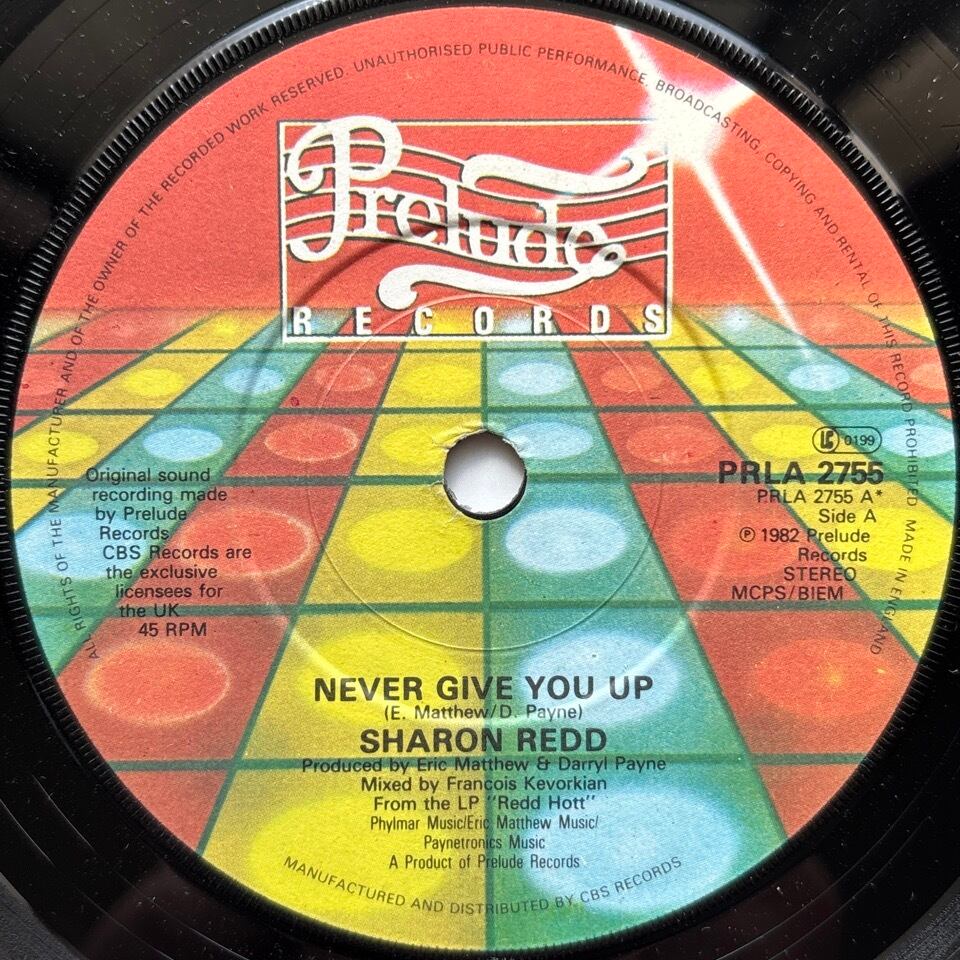 ALL RIGHTS OF THE MANUFACTURER AND OF THE OWNER OF THE RECORDED WORK RESERVED. UNAUTHORISED PUBLIC PERFORMANCE, BROADCASTING, COPYING AND RENTAL OF THIS RECORD PROHIBITED MADE IN ENGLAND
Prelude
RECORDS
Original sound
recording made
by Prelude
Records
CBS Records are
the exclusive
licensees for
the UK
45 RPM
LC 0199
PRLA 2755
PRLA 2755 A*
Side A
℗ 1982 Prelude
Records
STEREO
MCPS/BIEM
NEVER GIVE YOU UP
(E. Matthew/D. Payne)
SHARON REDD
Produced by Eric Matthew & Darryl Payne
Mixed by Francois Kevorkian
From the LP "Redd Hott"
Phylmar Music/Eric Matthew Music/
Paynetronics Music
A Product of Prelude Records
MANUFACTURED AND DISTRIBUTED BY CBS RECORDS